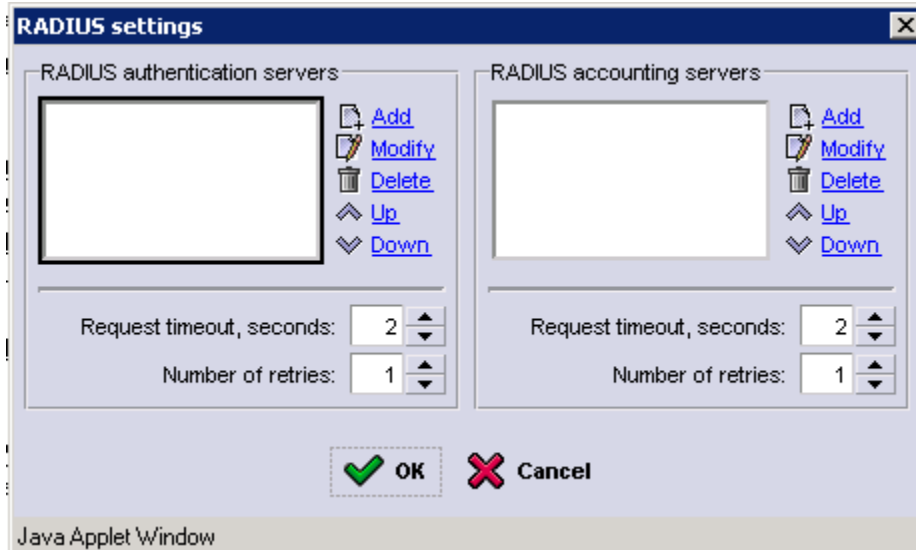 RADIUS settings
RADIUS authentication servers
Add
Modify
Delete
Up
Down
Request timeout, seconds: 2
Number of retries: 1
RADIUS accounting servers
Add
Modify
Delete
Up
Down
Request timeout, seconds: 2
Number of retries: 1
OK
Cancel
Java Applet Window